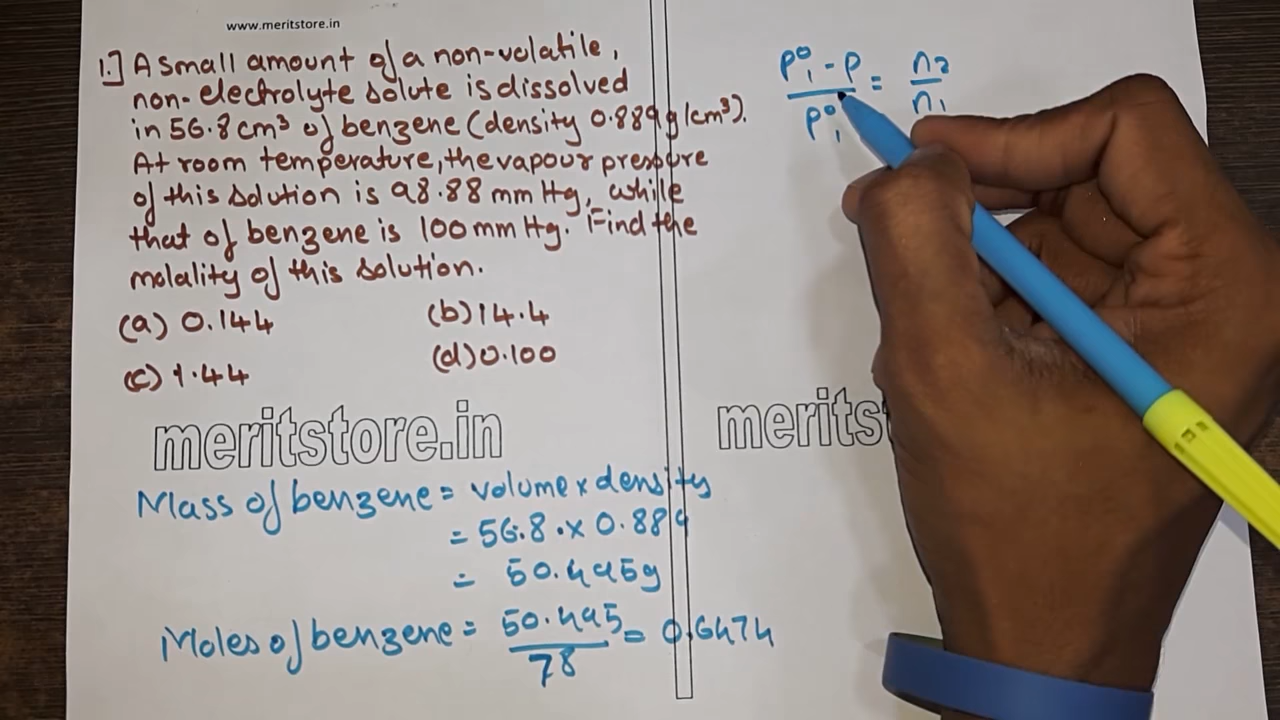 www.meritstore.in
1.] A small amount of a non-volatile,
non-electrolyte solute is dissolved
in 56.8 cm³ of benzene (density 0.889 g/cm³).
At room temperature, the vapour pressure
of this solution is 98.88 mm Hg, while
that of benzene is 100 mm Hg. Find the
molality of this solution.
(a) 0.144 (b) 14.4
(c) 1.44 (d) 0.100
meritstore.in
Mass of benzene = volume x density
= 56.8 x 0.889
= 50.495g
Moles of benzene = 50.495/78 = 0.6474
P⁰₁ - P / P⁰₁ = n₂ / n₁
merits